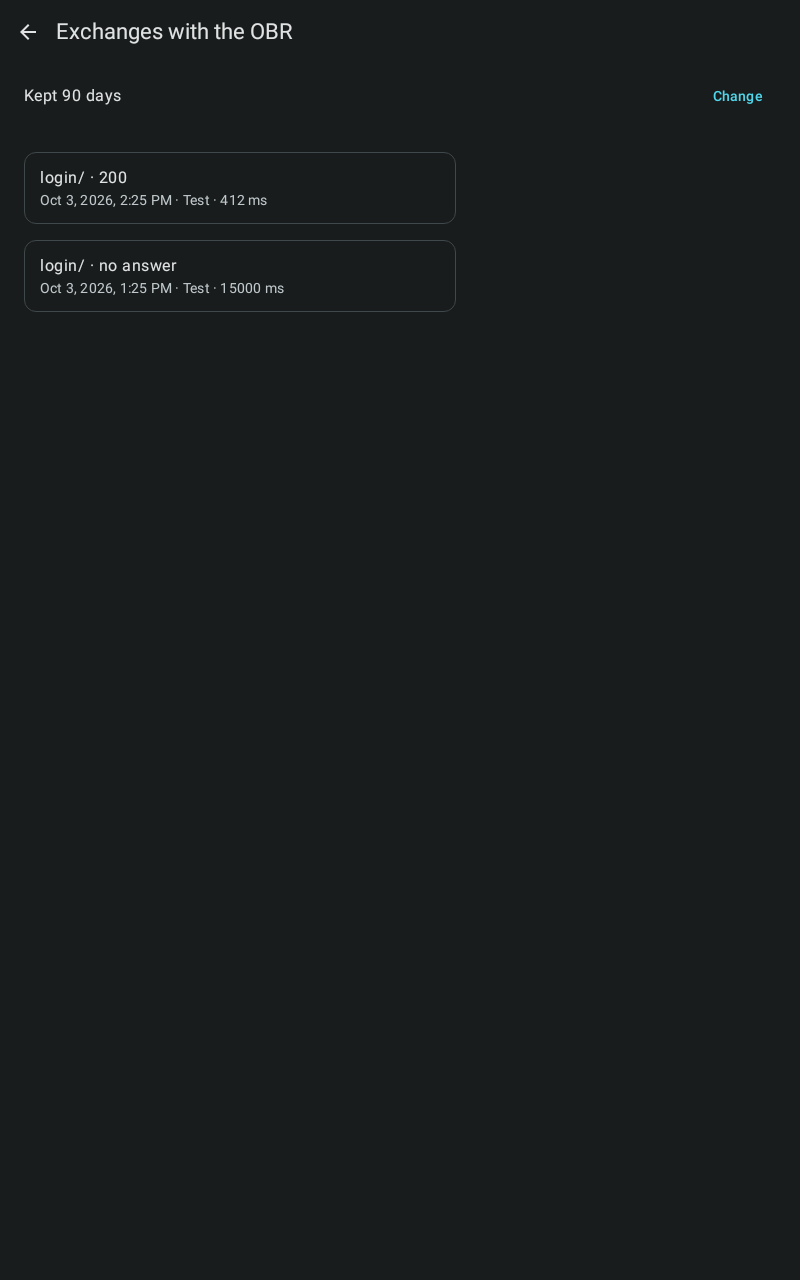 Exchanges with the OBR
Kept 90 days
Change
login/ · 200
Oct 3, 2026, 2:25 PM · Test · 412 ms
login/ · no answer
Oct 3, 2026, 1:25 PM · Test · 15000 ms